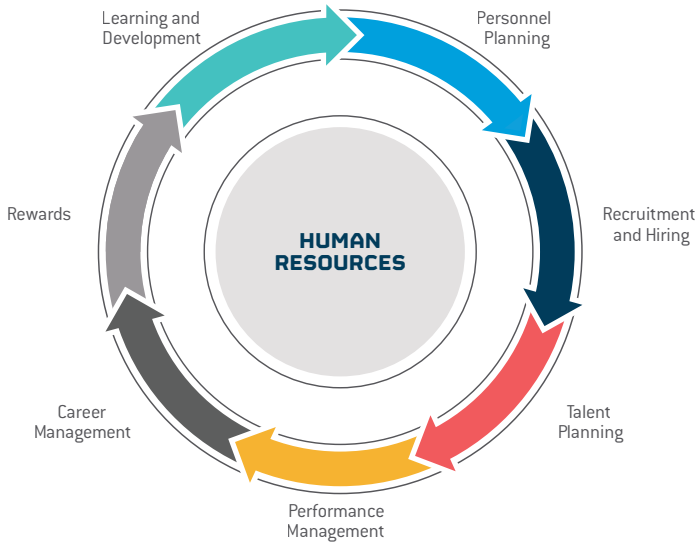 Learning and
Development
Personnel
Planning
Rewards
HUMAN
RESOURCES
Recruitment
and Hiring
Career
Management
Talent
Planning
Performance
Management